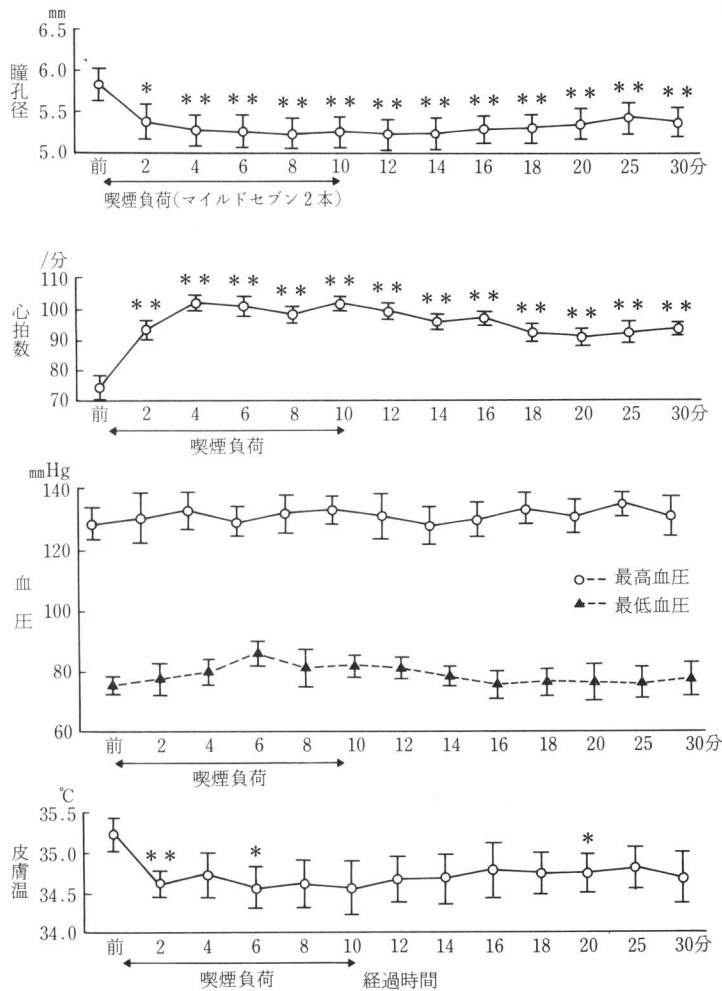 mm
6.5
6.0
5.5
5.0
瞳孔径
* ** ** ** ** ** ** ** ** ** ** **
前 2 4 6 8 10 12 14 16 18 20 25 30分
喫煙負荷(マイルドセブン2本)
/分
110
100
90
80
70
心拍数
** ** ** ** ** ** ** ** ** ** ** **
前 2 4 6 8 10 12 14 16 18 20 25 30分
喫煙負荷
mmHg
140
120
100
80
60
血圧
最高血圧
最低血圧
前 2 4 6 8 10 12 14 16 18 20 25 30分
喫煙負荷
℃
35.5
35.0
34.5
34.0
皮膚温
** * *
前 2 4 6 8 10 12 14 16 18 20 25 30分
喫煙負荷 経過時間